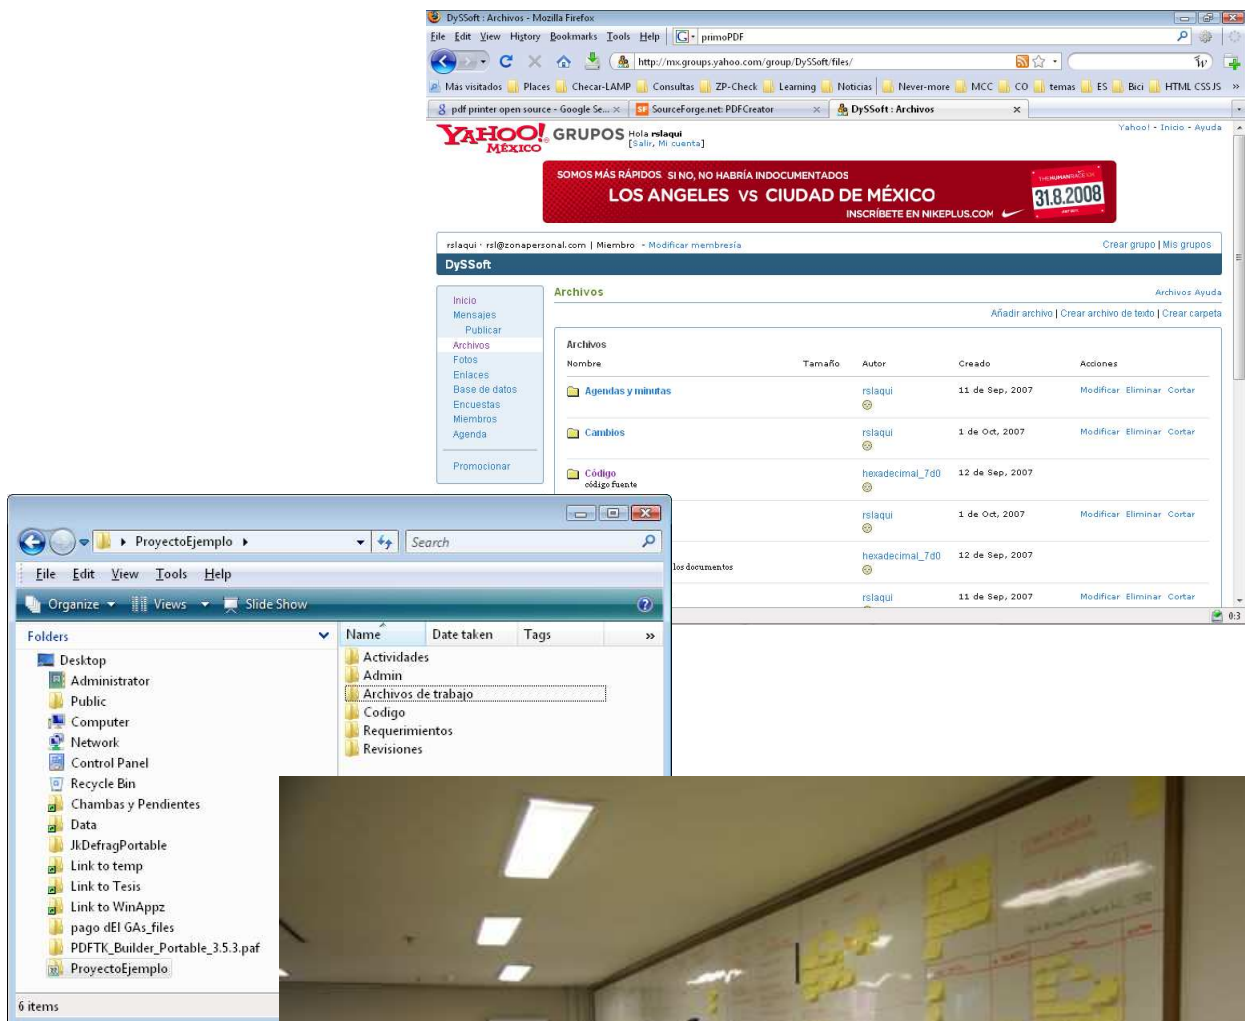 DySSoft : Archivos - Mozilla Firefox
File Edit View History Bookmarks Tools Help primoPDF
http://mx.groups.yahoo.com/group/DySSoft/files/
Más visitados Places Checar-LAMP Consultas ZP-Check Learning Noticias Never-more MCC CO temas ES Bici HTML CSS JS »
pdf printer open source - Google Se... SourceForge.net: PDFCreator DySSoft : Archivos
YAHOO! MÉXICO GRUPOS Hola rslaqui
[Salir, Mi cuenta]
Yahoo! - Inicio - Ayuda
SOMOS MÁS RÁPIDOS. SI NO, NO HABRÍA INDOCUMENTADOS
LOS ANGELES VS CIUDAD DE MÉXICO
INSCRÍBETE EN NIKEPLUS.COM
31.8.2008
rslaqui · rsl@zonapersonal.com | Miembro - Modificar membresía
Crear grupo | Mis grupos
DySSoft
Inicio
Mensajes
Publicar
Archivos
Fotos
Enlaces
Base de datos
Encuestas
Miembros
Agenda
Promocionar
Archivos
Archivos Ayuda
Añadir archivo | Crear archivo de texto | Crear carpeta
Archivos
Nombre Tamaño Autor Creado Acciones
Agendas y minutas rslaqui 11 de Sep, 2007 Modificar Eliminar Cortar
Cambios rslaqui 1 de Oct, 2007 Modificar Eliminar Cortar
Código hexadecimal_7d0 12 de Sep, 2007
código fuente
rslaqui 1 de Oct, 2007 Modificar Eliminar Cortar
hexadecimal_7d0 12 de Sep, 2007
los documentos
rslaqui 11 de Sep, 2007 Modificar Eliminar Cortar
0:3
ProyectoEjemplo
Search
File Edit View Tools Help
Organize Views Slide Show
Folders
Desktop
Administrator
Public
Computer
Network
Control Panel
Recycle Bin
Chambas y Pendientes
Data
JkDefragPortable
Link to temp
Link to Tesis
Link to WinAppz
pago dEl GAs_files
PDFTK_Builder_Portable_3.5.3.paf
ProyectoEjemplo
Name Date taken Tags »
Actividades
Admin
Archivos de trabajo
Codigo
Requerimientos
Revisiones
6 items